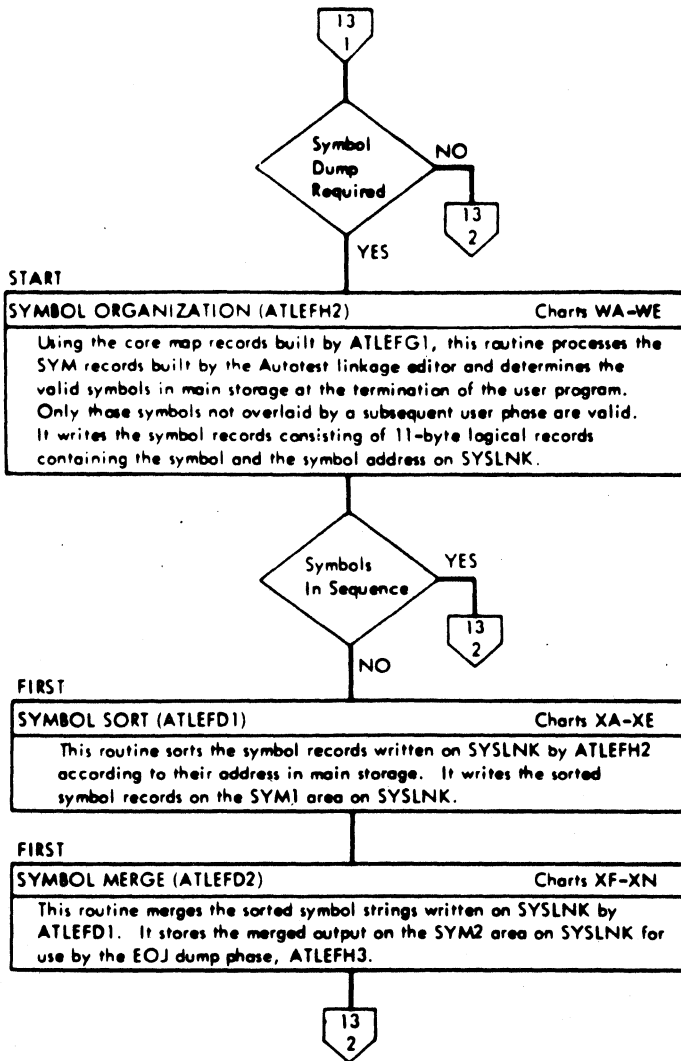 13
1
Symbol
Dump
Required
NO
13
2
YES
START
SYMBOL ORGANIZATION (ATLEFH2) Charts WA-WE
Using the core map records built by ATLEFG1, this routine processes the
SYM records built by the Autotest linkage editor and determines the
valid symbols in main storage at the termination of the user program.
Only those symbols not overlaid by a subsequent user phase are valid.
It writes the symbol records consisting of 11-byte logical records
containing the symbol and the symbol address on SYSLNK.
Symbols
In Sequence
YES
13
2
NO
FIRST
SYMBOL SORT (ATLEFD1) Charts XA-XE
This routine sorts the symbol records written on SYSLNK by ATLEFH2
according to their address in main storage. It writes the sorted
symbol records on the SYM1 area on SYSLNK.
FIRST
SYMBOL MERGE (ATLEFD2) Charts XF-XN
This routine merges the sorted symbol strings written on SYSLNK by
ATLEFD1. It stores the merged output on the SYM2 area on SYSLNK for
use by the EOJ dump phase, ATLEFH3.
13
2